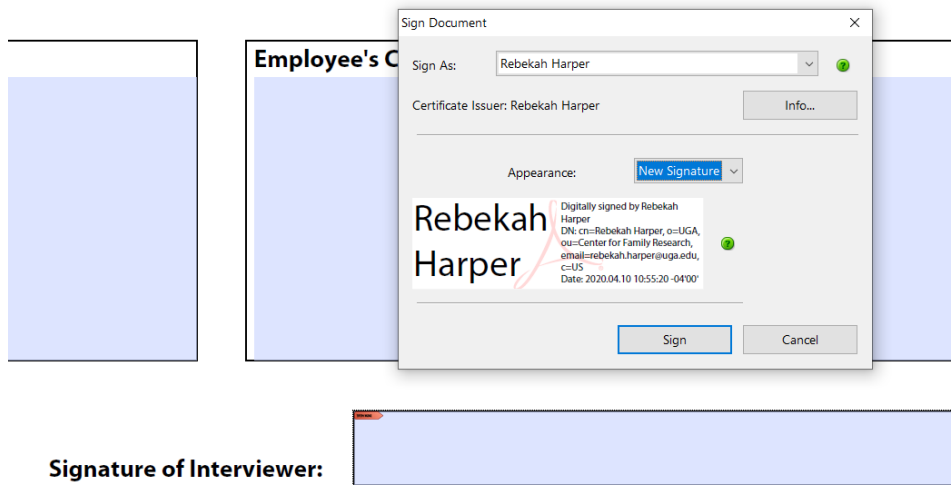 Sign Document
Employee's C
Sign As:
Rebekah Harper
Certificate Issuer: Rebekah Harper
Info...
Appearance:
New Signature
Rebekah
Harper
Digitally signed by Rebekah
Harper
DN: cn=Rebekah Harper, o=UGA,
ou=Center for Family Research,
email=rebekah.harper@uga.edu,
c=US
Date: 2020.04.10 10:55:20 -04'00'
Sign
Cancel
Signature of Interviewer: